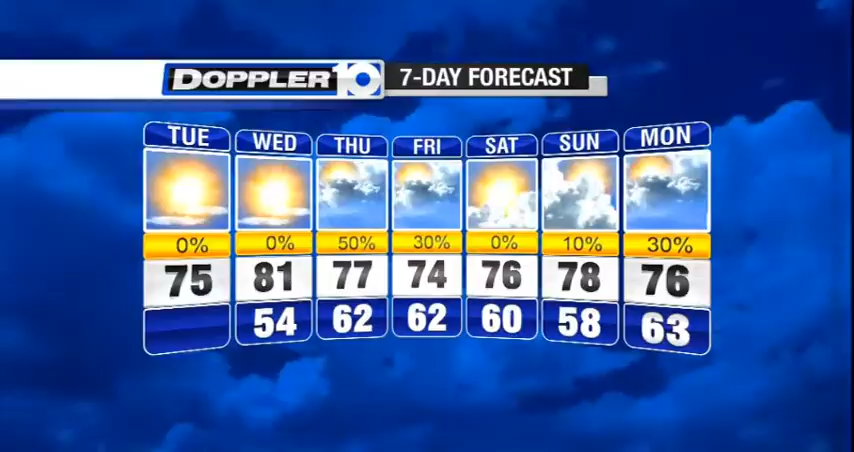 DOPPLER 10 7-DAY FORECAST
TUE WED THU FRI SAT SUN MON
0% 0% 50% 30% 0% 10% 30%
75 81 77 74 76 78 76
54 62 62 60 58 63